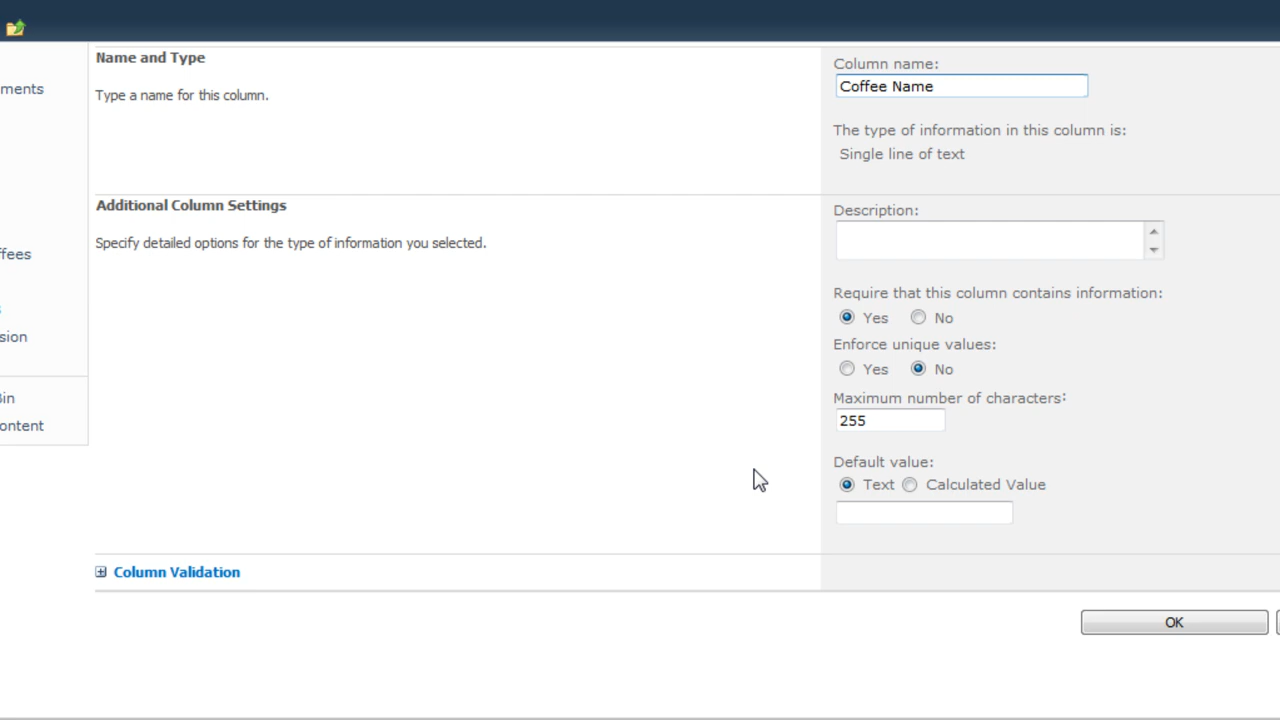 Name and Type
Type a name for this column.
Column name:
Coffee Name
The type of information in this column is:
Single line of text
Additional Column Settings
Specify detailed options for the type of information you selected.
Description:
Require that this column contains information:
Yes No
Enforce unique values:
Yes No
Maximum number of characters:
255
Default value:
Text Calculated Value
Column Validation
OK
ments
ffees
sion
Bin
ontent